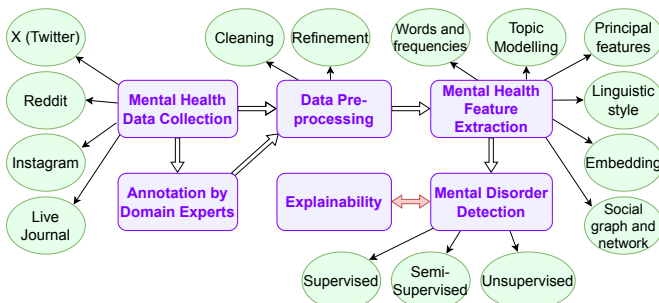 X (Twitter)
Reddit
Instagram
Live
Journal
Mental Health
Data Collection
Annotation by
Domain Experts
Cleaning
Refinement
Data Pre-
processing
Words and
frequencies
Topic
Modelling
Principal
features
Mental Health
Feature
Extraction
Linguistic
style
Embedding
Social
graph and
network
Explainability
Mental Disorder
Detection
Supervised
Semi-
Supervised
Unsupervised